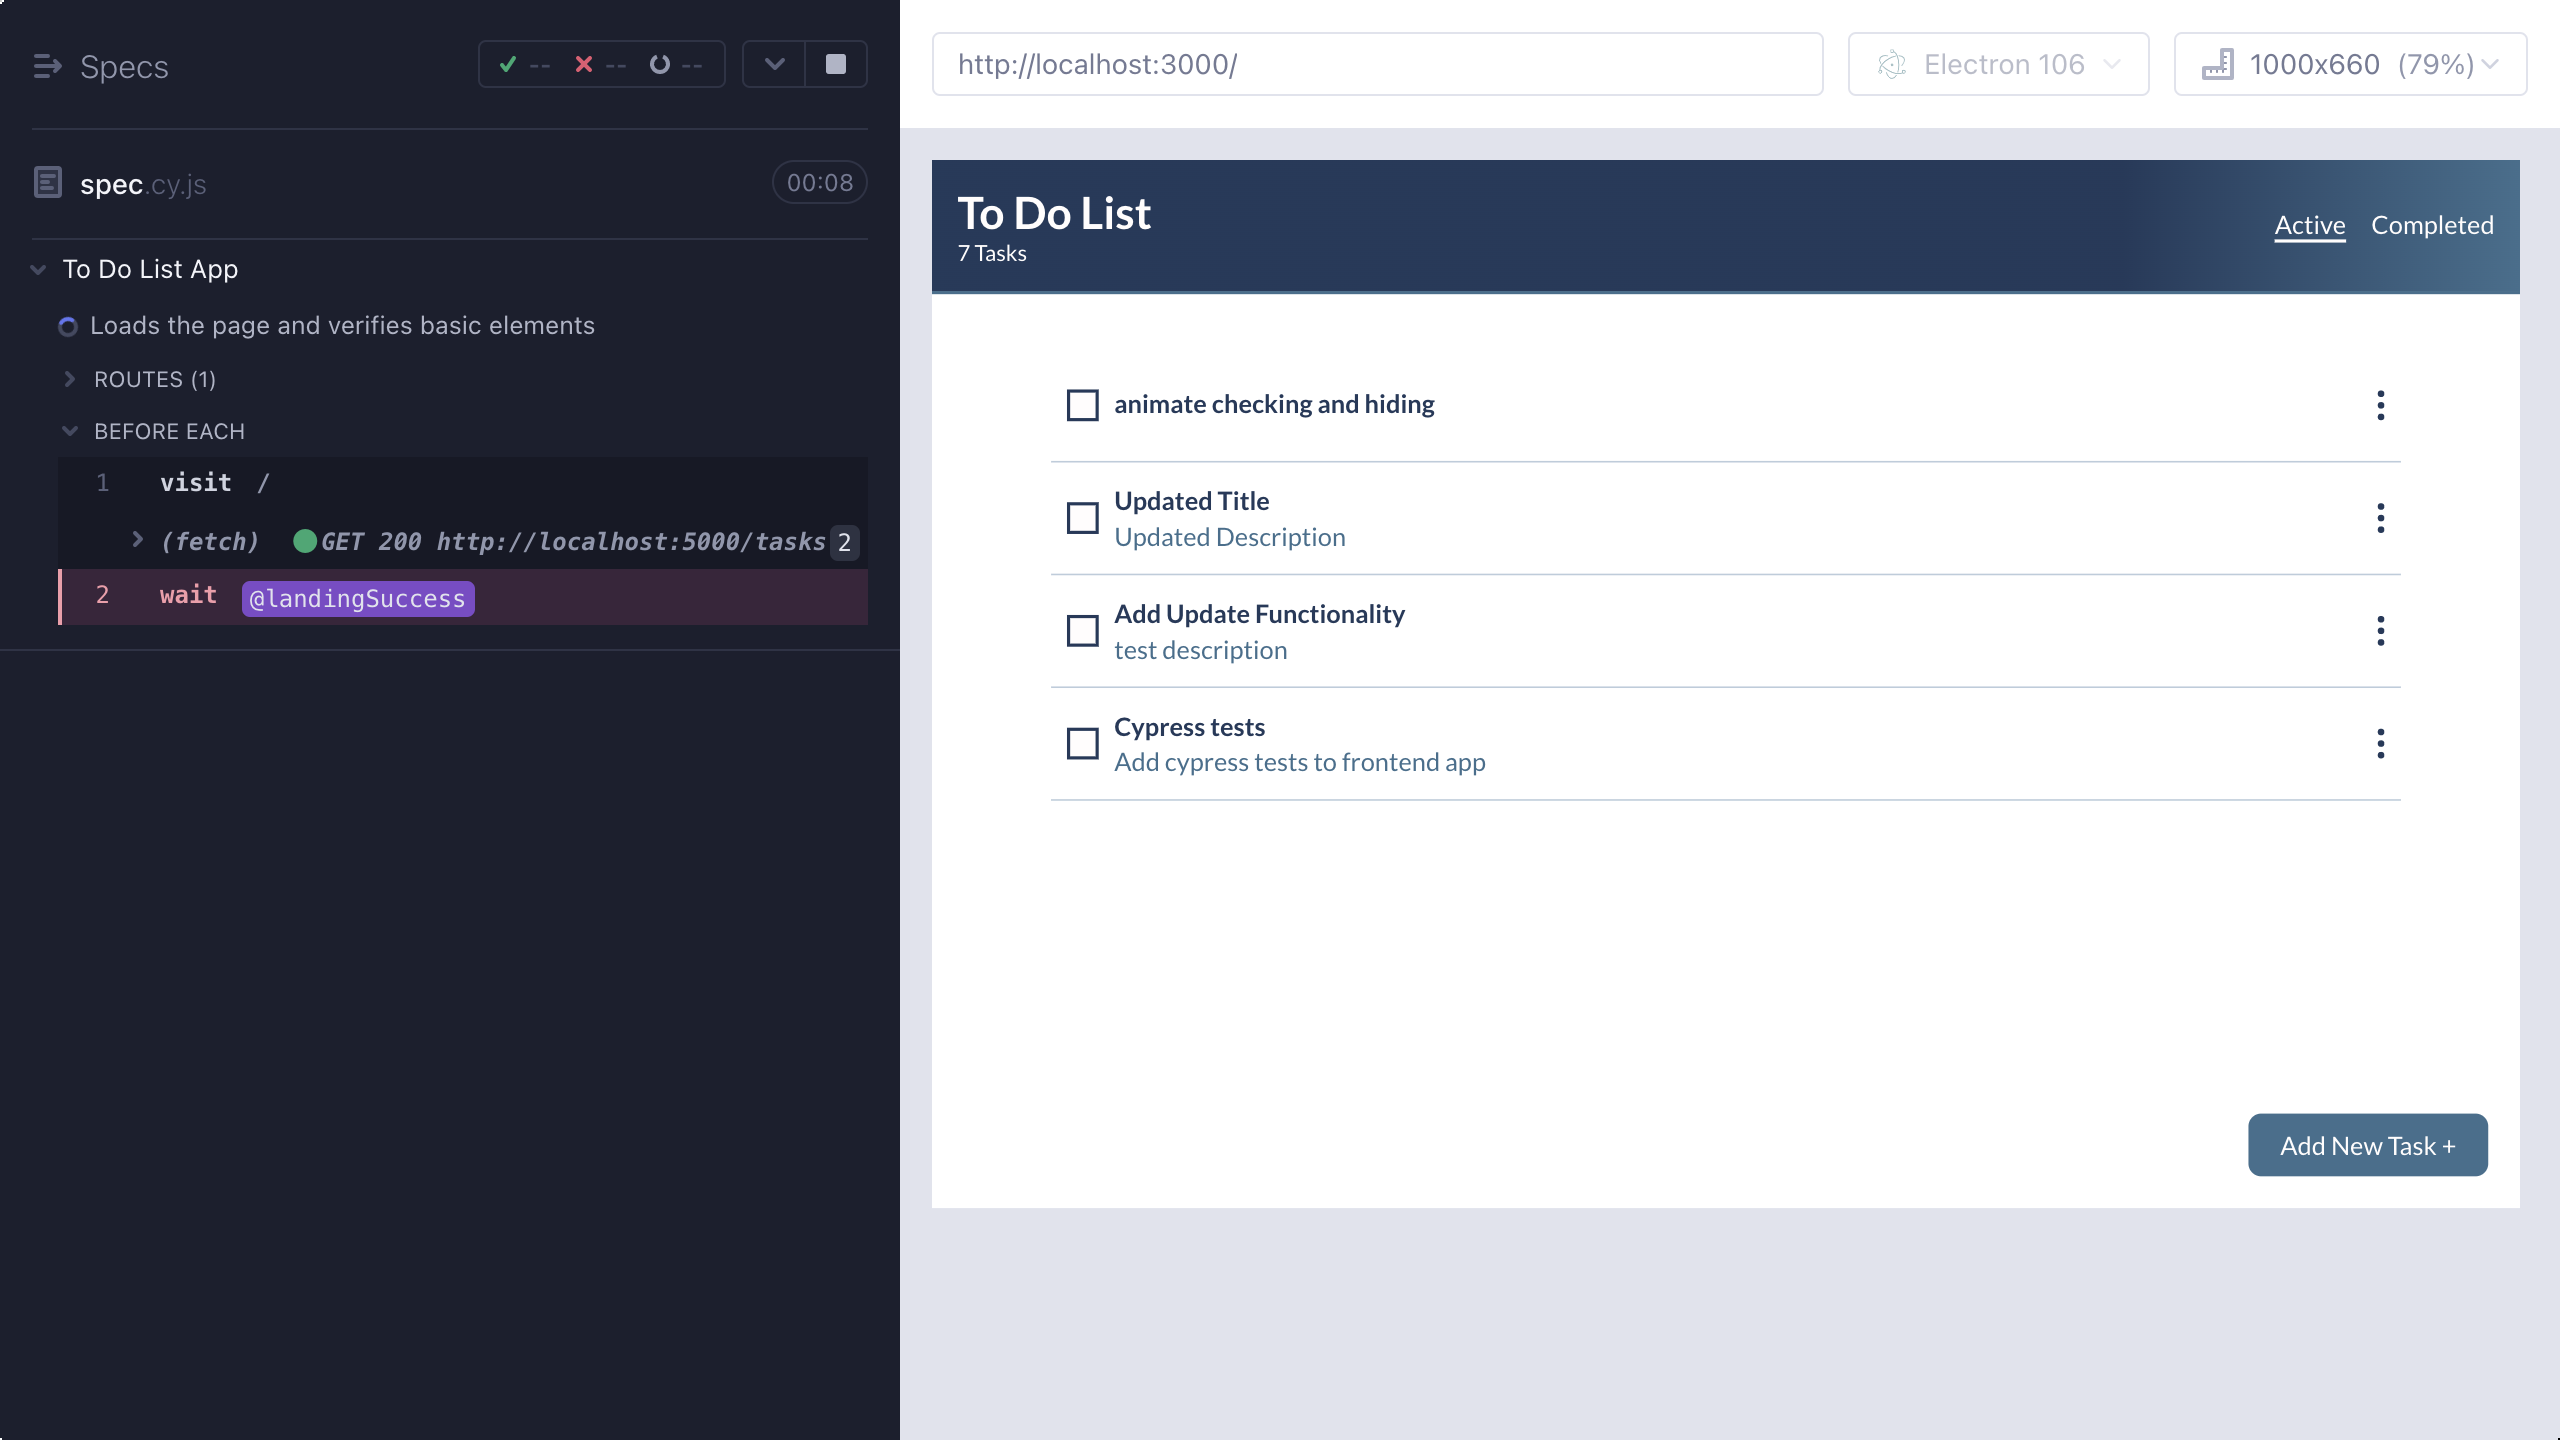 Specs
-- -- --
spec.cy.js
00:08
To Do List App
Loads the page and verifies basic elements
ROUTES (1)
BEFORE EACH
1 visit /
(fetch) GET 200 http://localhost:5000/tasks 2
2 wait @landingSuccess
http://localhost:3000/
Electron 106
1000x660 (79%)
To Do List
7 Tasks
Active Completed
animate checking and hiding
Updated Title
Updated Description
Add Update Functionality
test description
Cypress tests
Add cypress tests to frontend app
Add New Task +